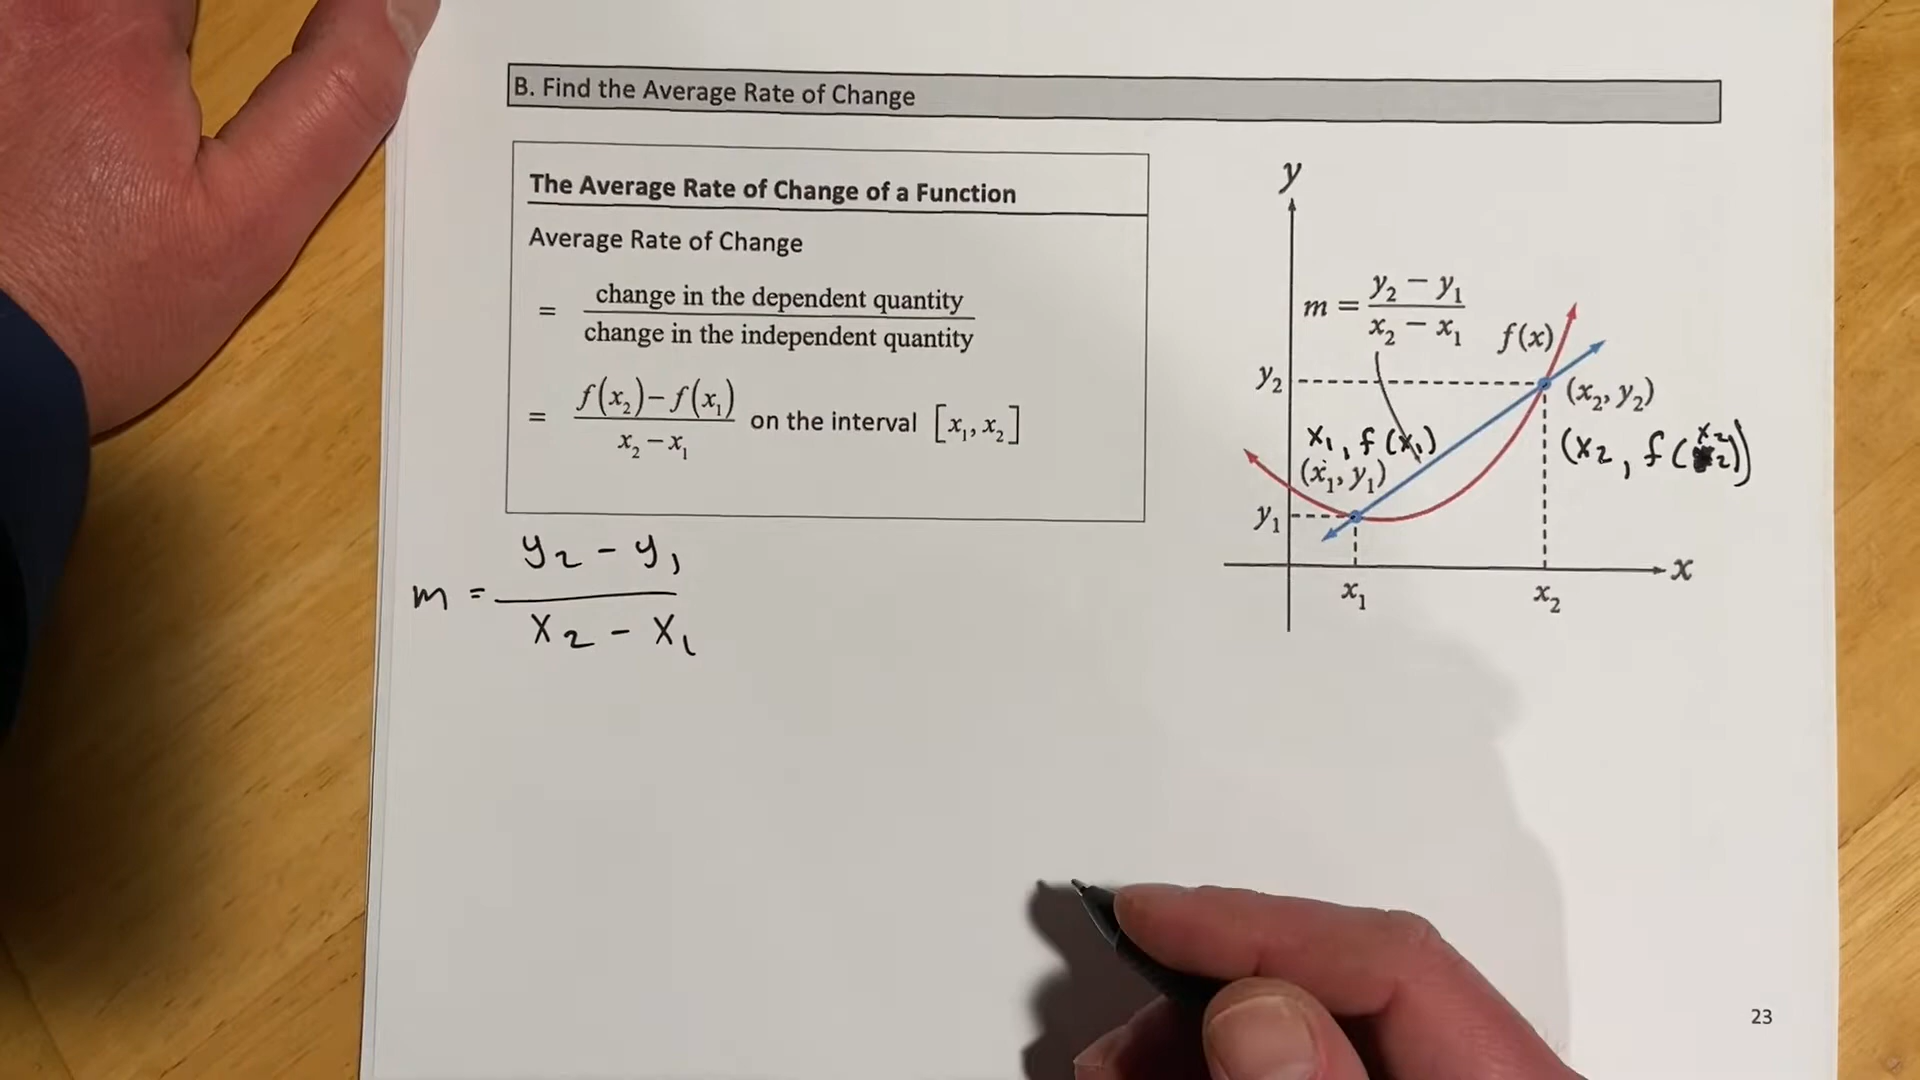 B. Find the Average Rate of Change
The Average Rate of Change of a Function
Average Rate of Change
= change in the dependent quantity / change in the independent quantity
= f(x₂)−f(x₁) / x₂−x₁ on the interval [x₁, x₂]
m = y₂ − y₁ / x₂ − x₁
y
m = y₂ − y₁ / x₂ − x₁
f(x)
y₂
(x₂, y₂)
x₁, f(x₁)
(x₂, f(x₂))
(x₁, y₁)
y₁
x
x₁
x₂
23